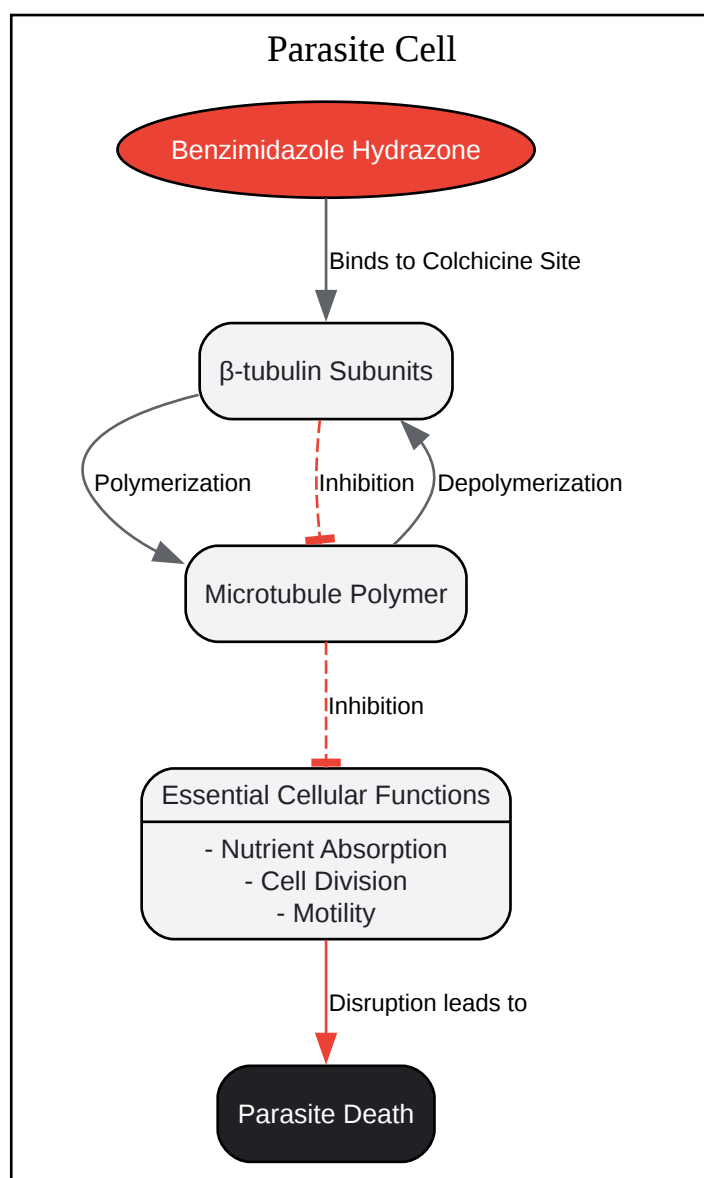 Parasite Cell
Benzimidazole Hydrazone
Binds to Colchicine Site
β-tubulin Subunits
Polymerization
Inhibition
Depolymerization
Microtubule Polymer
Inhibition
Essential Cellular Functions
- Nutrient Absorption
- Cell Division
- Motility
Disruption leads to
Parasite Death